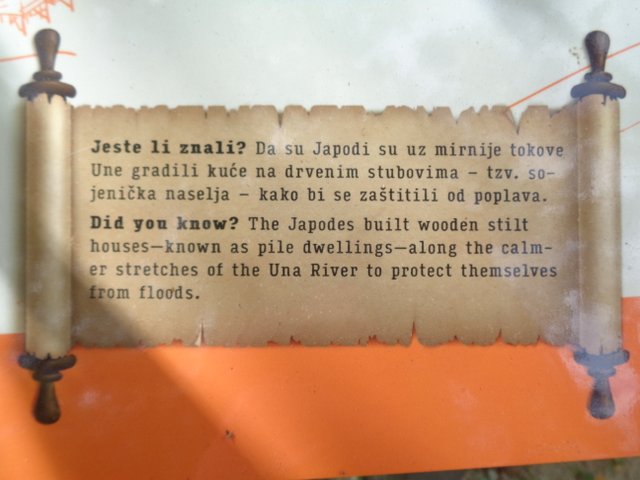 Jeste li znali? Da su Japodi su uz mirnije tokove
Une gradili kuće na drvenim stubovima – tzv. so-
jenička naselja – kako bi se zaštitili od poplava.
Did you know? The Japodes built wooden stilt
houses—known as pile dwellings—along the calm-
er stretches of the Una River to protect themselves
from floods.